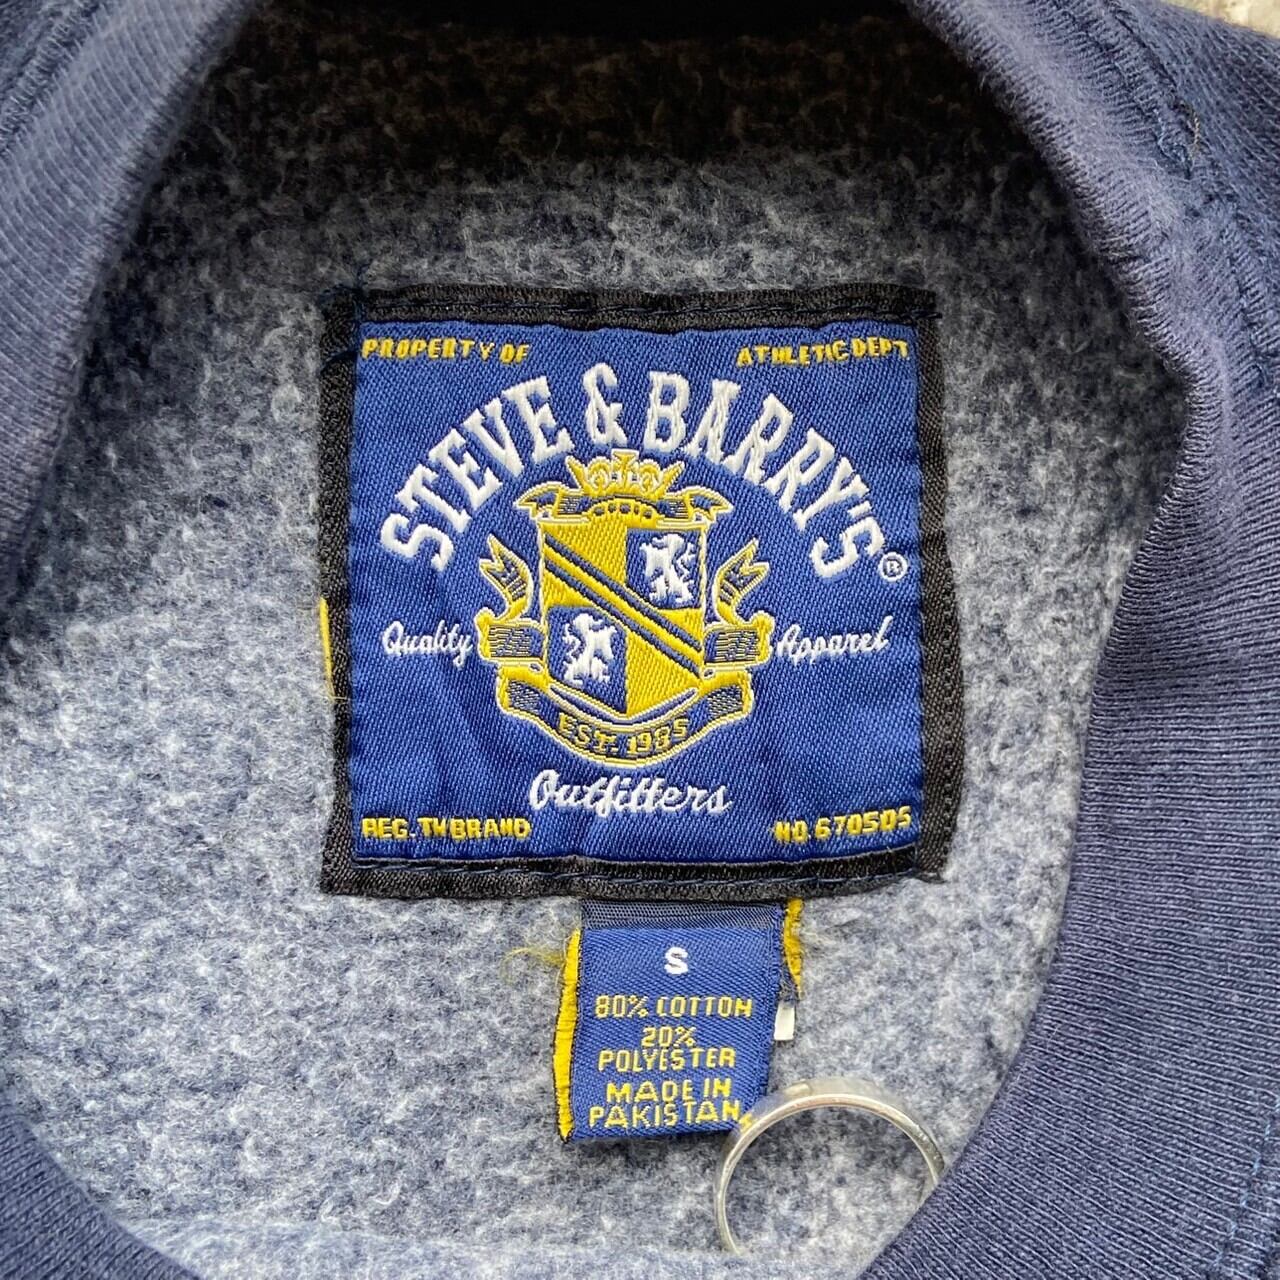 PROPERTY OF ATHLETIC DEPT
STEVE & BARRY'S®
Quality Apparel
EST. 1985
Outfitters
REG. TM BRAND NO. 670505
S
80% COTTON
20%
POLYESTER
MADE IN
PAKISTAN